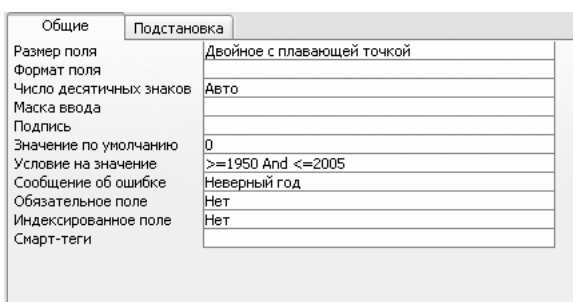 Общие Подстановка
Размер поля Двойное с плавающей точкой
Формат поля
Число десятичных знаков Авто
Маска ввода
Подпись
Значение по умолчанию 0
Условие на значение >=1950 And <=2005
Сообщение об ошибке Неверный год
Обязательное поле Нет
Индексированное поле Нет
Смарт-теги